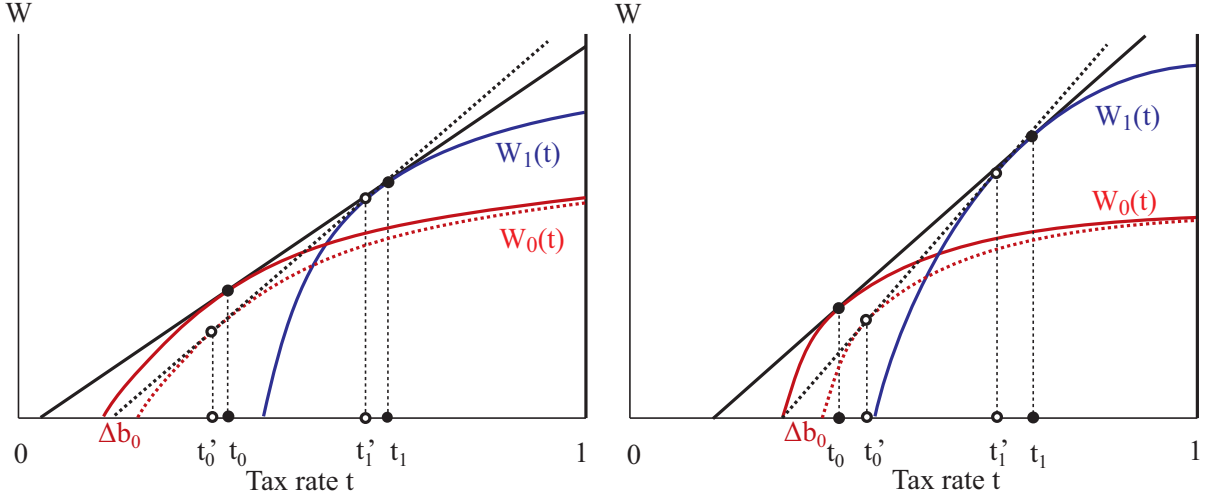 W
W₁(t)
W₀(t)
Δb₀
0 t₀’ t₀ t₁’ t₁ 1
Tax rate t
W
W₁(t)
W₀(t)
Δb₀
0 t₀ t₀’ t₁’ t₁ 1
Tax rate t